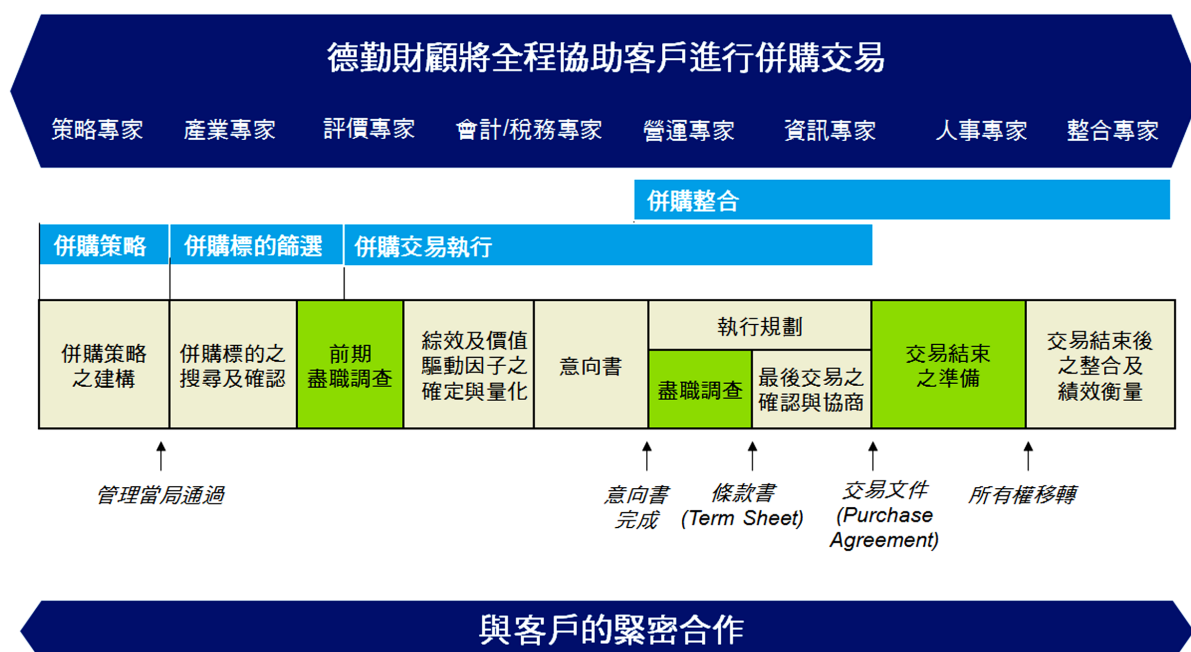 德勤財顧將全程協助客戶進行併購交易
策略專家 產業專家 評價專家 會計/稅務專家 營運專家 資訊專家 人事專家 整合專家
併購整合
併購策略 併購標的篩選 併購交易執行
併購策略
之建構
併購標的之
搜尋及確認
前期
盡職調查
綜效及價值
驅動因子之
確定與量化
意向書
執行規劃
盡職調查
最後交易之
確認與協商
交易結束
之準備
交易結束後
之整合及
績效衡量
管理當局通過
意向書
完成
條款書
(Term Sheet)
交易文件
(Purchase
Agreement)
所有權移轉
與客戶的緊密合作